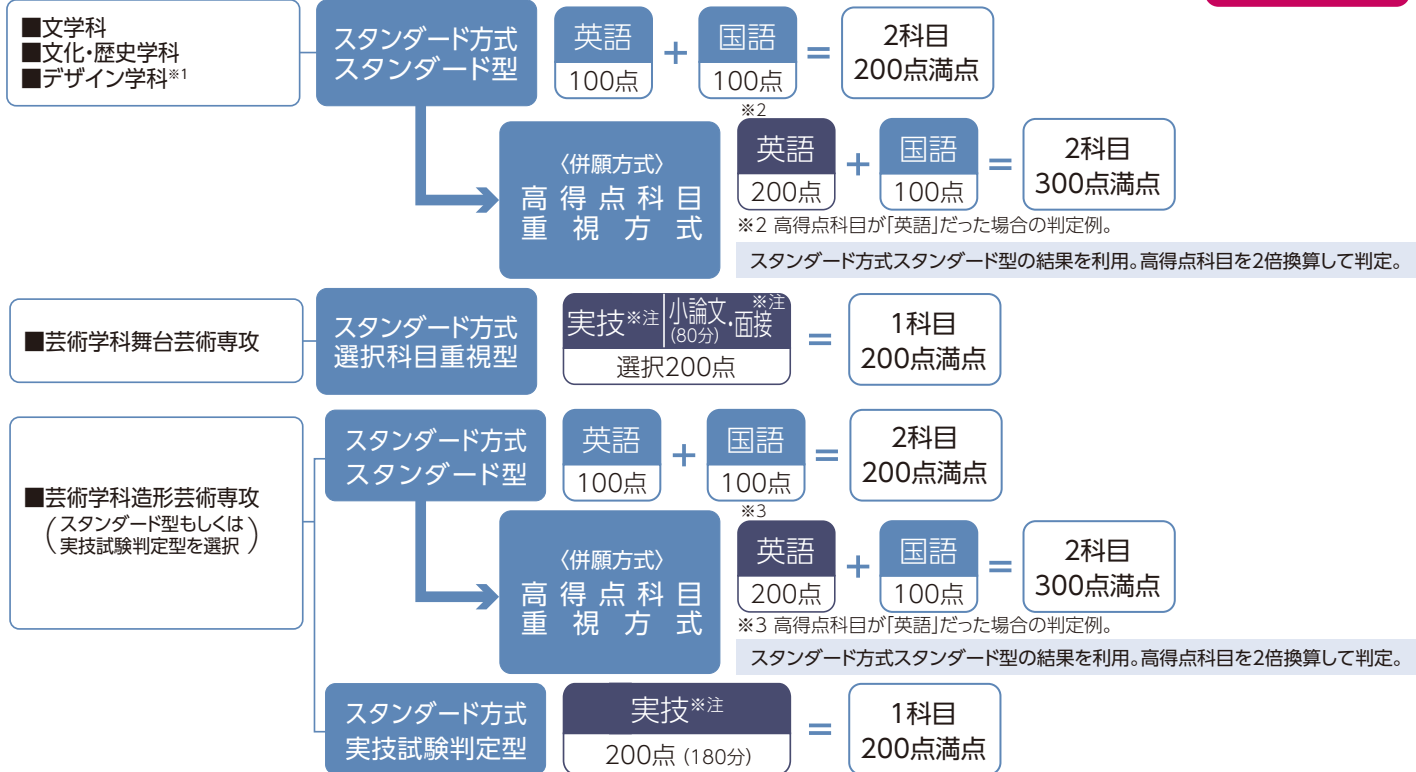 ■文学科
■文化・歴史学科
■デザイン学科※1
スタンダード方式
スタンダード型
英語
100点
+
国語
100点
=
2科目
200点満点
〈併願方式〉
高得点科目
重視方式
※2
英語
200点
+
国語
100点
=
2科目
300点満点
※2 高得点科目が「英語」だった場合の判定例。
スタンダード方式スタンダード型の結果を利用。高得点科目を2倍換算して判定。
■芸術学科舞台芸術専攻
スタンダード方式
選択科目重視型
実技※注 小論文(80分)・面接※注
選択200点
=
1科目
200点満点
■芸術学科造形芸術専攻
(スタンダード型もしくは
実技試験判定型を選択)
スタンダード方式
スタンダード型
英語
100点
+
国語
100点
=
2科目
200点満点
〈併願方式〉
高得点科目
重視方式
※3
英語
200点
+
国語
100点
=
2科目
300点満点
※3 高得点科目が「英語」だった場合の判定例。
スタンダード方式スタンダード型の結果を利用。高得点科目を2倍換算して判定。
スタンダード方式
実技試験判定型
実技※注
200点 (180分)
=
1科目
200点満点